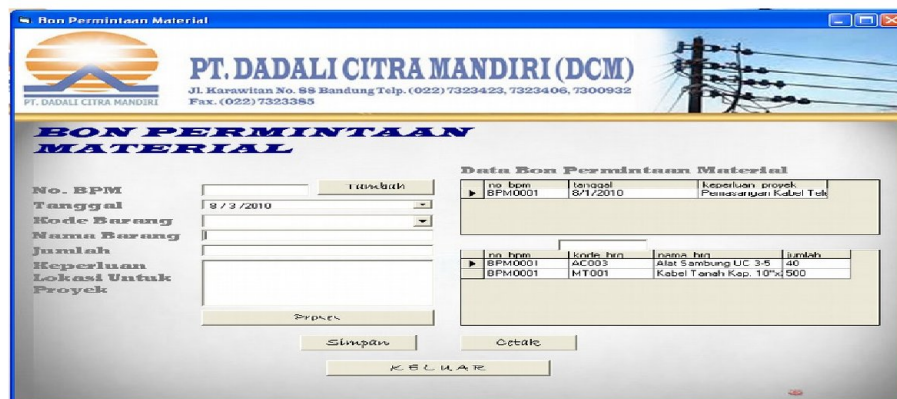 Bon Permintaan Material
PT. DADALI CITRA MANDIRI (DCM)
Jl. Karawitan No. 88 Bandung Telp. (022) 7323423, 7323406, 7300932
Fax. (022) 7323385
PT. DADALI CITRA MANDIRI
BON PERMINTAAN
MATERIAL
No. BPM
Tambah
Tanggal
8 / 3 /2010
Kode Barang
Nama Barang
Jumlah
Keperluan
Lokasi Untuk
Proyek
Proses
Data Bon Permintaan Material
no_bpm tanggal keperluan_proyek
BPM0001 8/1/2010 Pemasangan Kabel Tele
no_bpm kode_brg nama_brg jumlah
BPM0001 AC003 Alat Sambung UC 3-5 40
BPM0001 MT001 Kabel Tanah Kap. 10"x 500
Simpan
Cetak
KELUAR